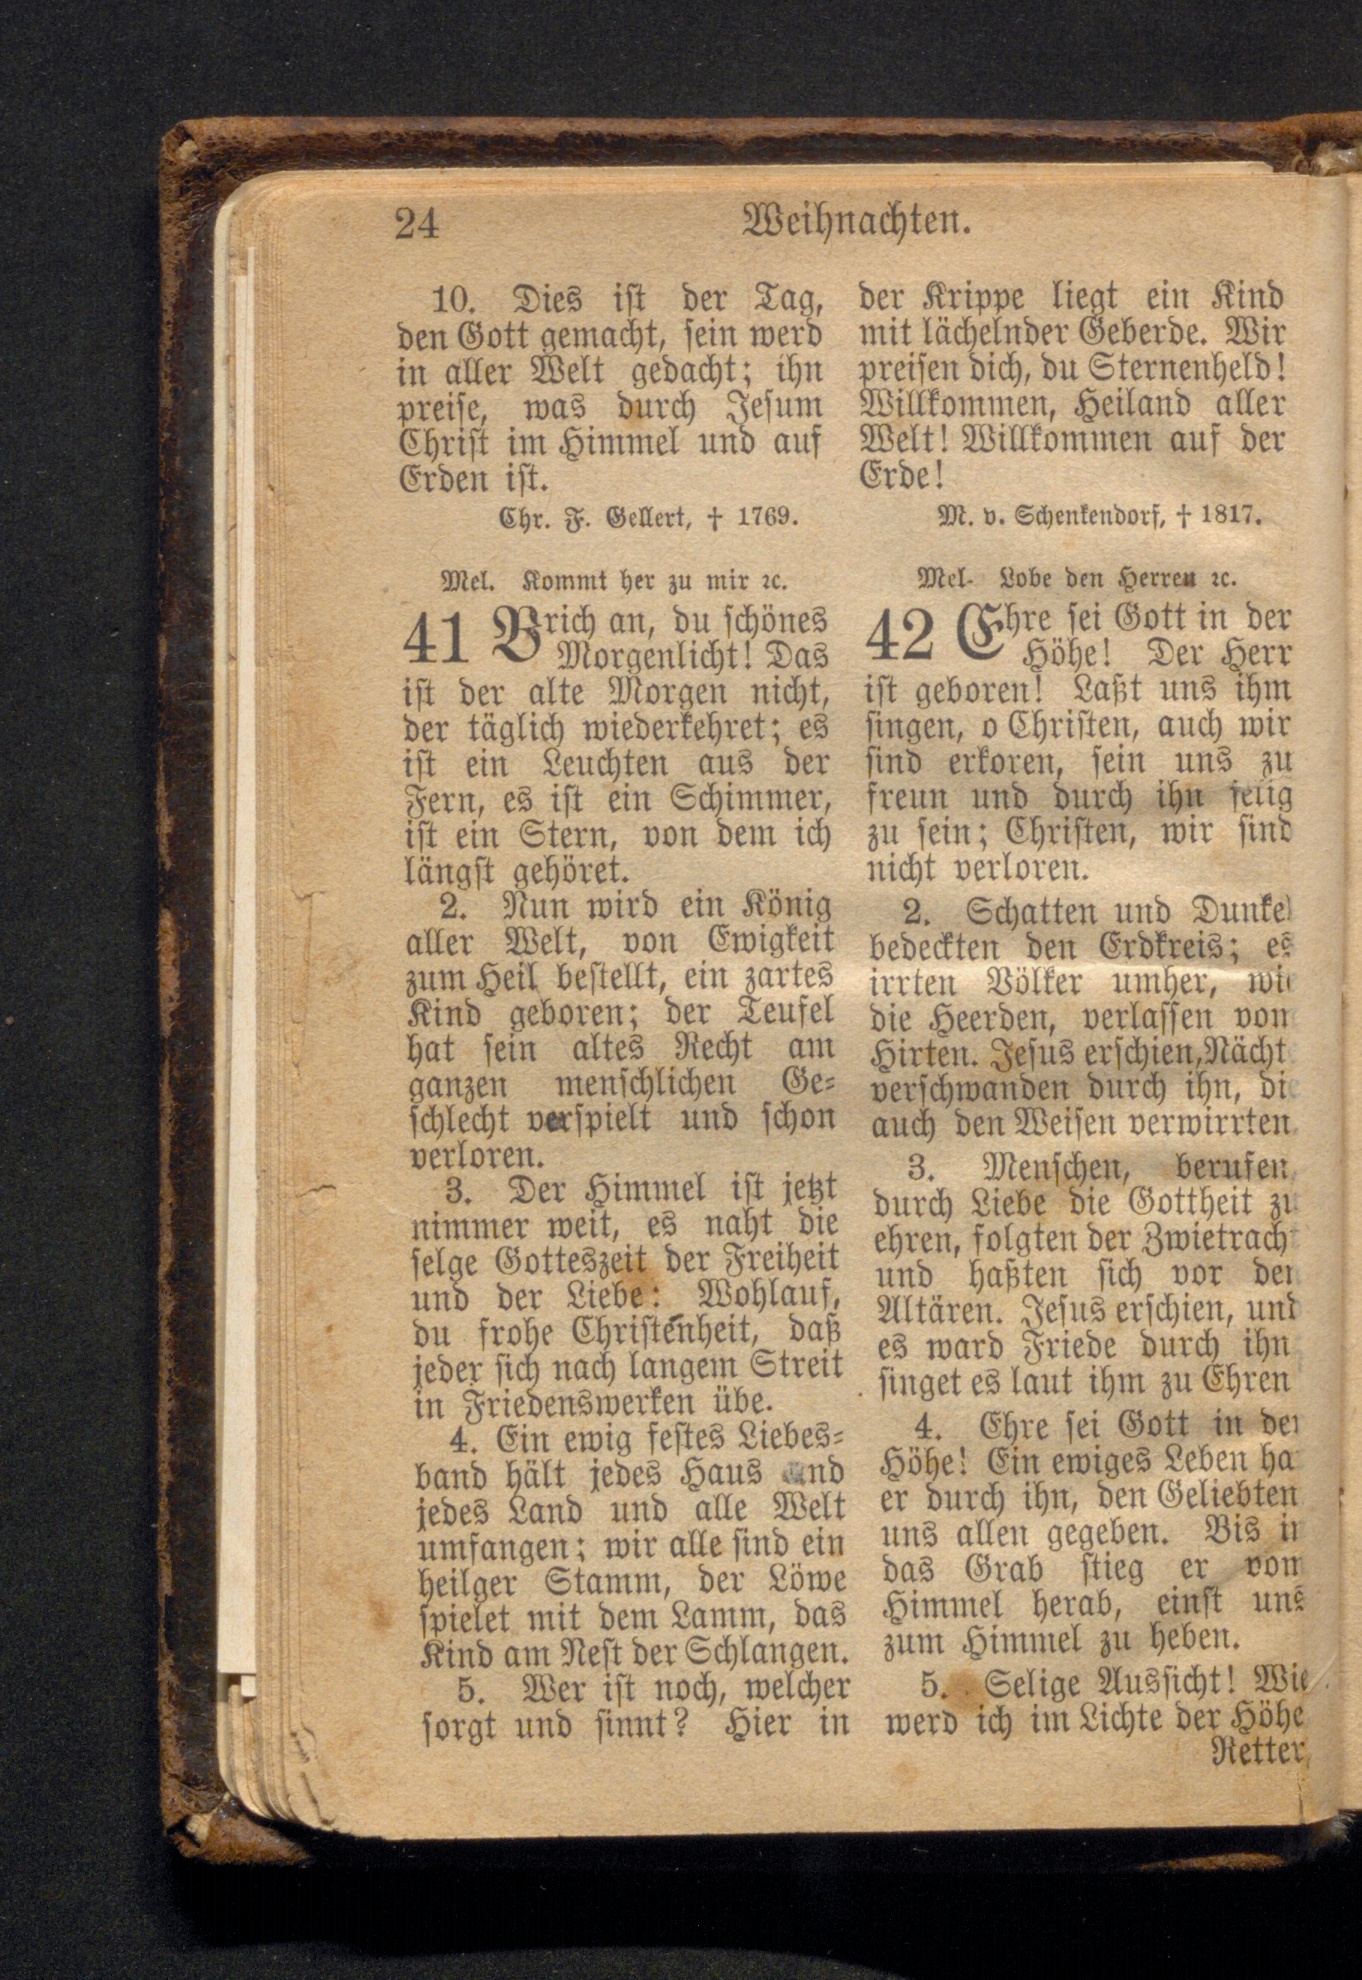 24
Weihnachten.
10. Dies ist der Tag,
den Gott gemacht, sein werd
in aller Welt gedacht; ihn
preise, was durch Jesum
Christ im Himmel und auf
Erden ist.
Chr. F. Gellert, † 1769.
Mel. Kommt her zu mir ꝛc.
41 Brich an, du schönes
Morgenlicht! Das
ist der alte Morgen nicht,
der täglich wiederkehret; es
ist ein Leuchten aus der
Fern, es ist ein Schimmer,
ist ein Stern, von dem ich
längst gehöret.
2. Nun wird ein König
aller Welt, von Ewigkeit
zum Heil bestellt, ein zartes
Kind geboren; der Teufel
hat sein altes Recht am
ganzen menschlichen Ge-
schlecht verspielt und schon
verloren.
3. Der Himmel ist jetzt
nimmer weit, es naht die
selge Gotteszeit der Freiheit
und der Liebe: Wohlauf,
du frohe Christenheit, daß
jeder sich nach langem Streit
in Friedenswerken übe.
4. Ein ewig festes Liebes-
band hält jedes Haus und
jedes Land und alle Welt
umfangen; wir alle sind ein
heilger Stamm, der Löwe
spielet mit dem Lamm, das
Kind am Nest der Schlangen.
5. Wer ist noch, welcher
sorgt und sinnt? Hier in
der Krippe liegt ein Kind
mit lächelnder Geberde. Wir
preisen dich, du Sternenheld!
Willkommen, Heiland aller
Welt! Willkommen auf der
Erde!
M. v. Schenkendorf, † 1817.
Mel. Lobe den Herren ꝛc.
42 Ehre sei Gott in der
Höhe! Der Herr
ist geboren! Laßt uns ihm
singen, o Christen, auch wir
sind erkoren, sein uns zu
freun und durch ihn selig
zu sein; Christen, wir sind
nicht verloren.
2. Schatten und Dunkel
bedeckten den Erdkreis; es
irrten Völker umher, wie
die Heerden, verlassen von
Hirten. Jesus erschien, Nächt
verschwanden durch ihn, die
auch den Weisen verwirrten.
3. Menschen, berufen
durch Liebe die Gottheit zu
ehren, folgten der Zwietracht
und haßten sich vor den
Altären. Jesus erschien, und
es ward Friede durch ihn
singet es laut ihm zu Ehren
4. Ehre sei Gott in der
Höhe! Ein ewiges Leben hat
er durch ihn, den Geliebten
uns allen gegeben. Bis in
das Grab stieg er vom
Himmel herab, einst uns
zum Himmel zu heben.
5. Selige Aussicht! Wie
werd ich im Lichte der Höhe
Retter,